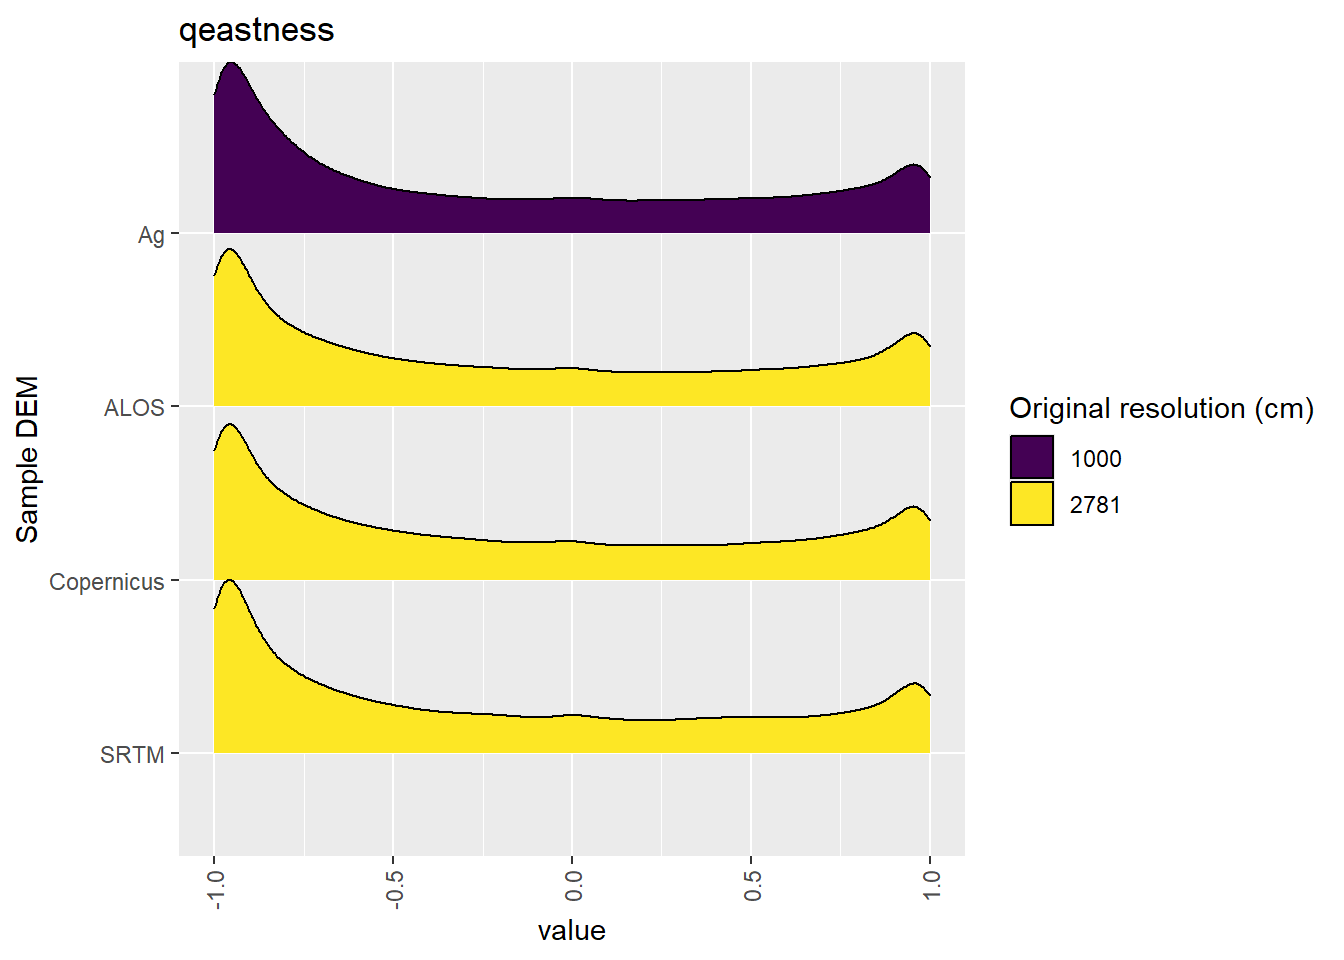 qeastness
Sample DEM
Ag
ALOS
Copernicus
SRTM
-1.0
-0.5
0.0
0.5
1.0
value
Original resolution (cm)
1000
2781